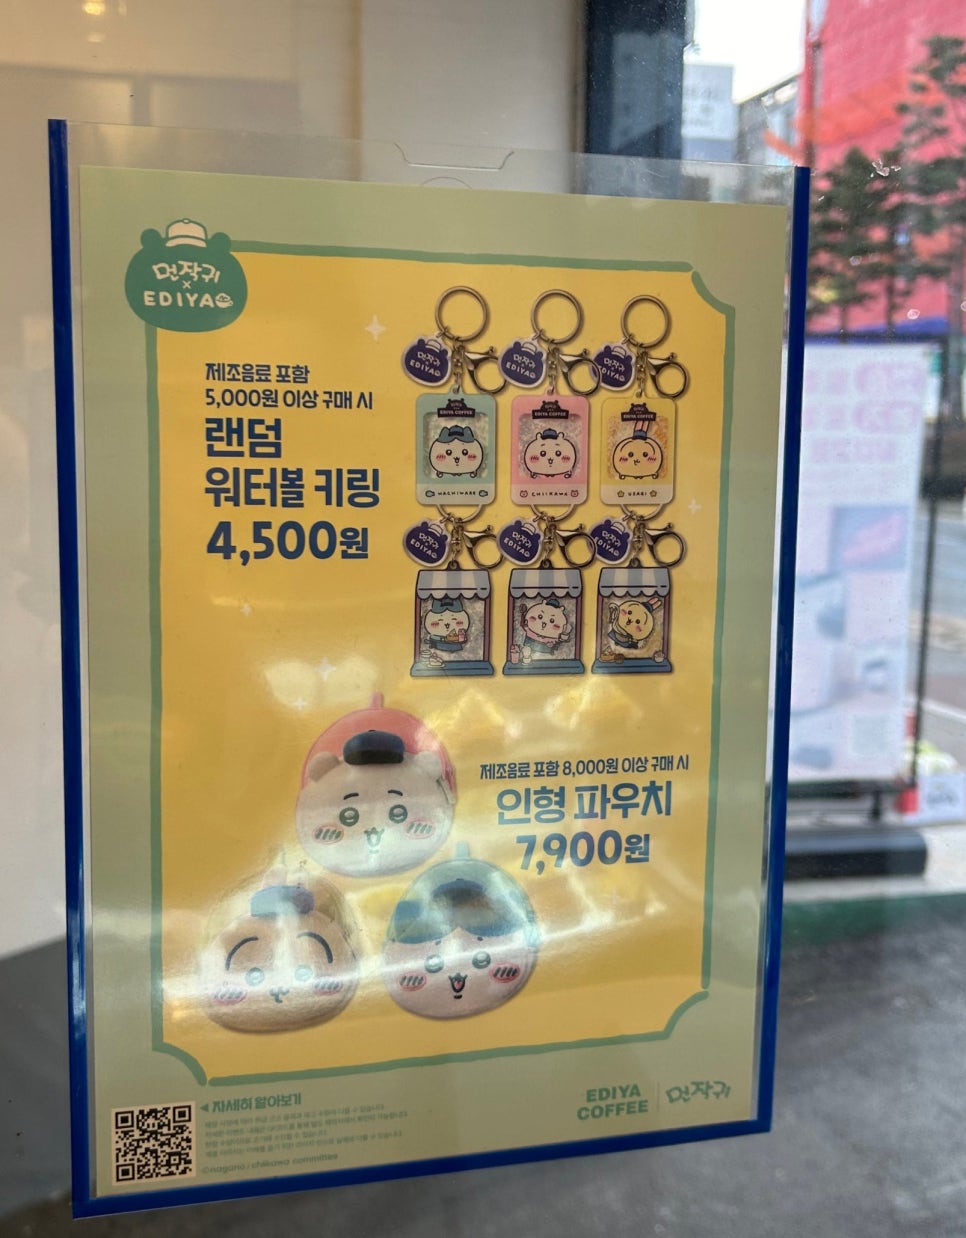 먼작귀
×
EDIYA
제조음료 포함
5,000원 이상 구매 시
랜덤
워터볼 키링
4,500원
먼작귀
×
EDIYA
먼작귀
×
EDIYA
먼작귀
×
EDIYA
EDIYA COFFEE
EDIYA COFFEE
EDIYA COFFEE
HACHIWARE
CHIIKAWA
USAGI
먼작귀
×
EDIYA
먼작귀
×
EDIYA
먼작귀
×
EDIYA
제조음료 포함 8,000원 이상 구매 시
인형 파우치
7,900원
◀ 자세히 알아보기
©nagano / chiikawa committee
EDIYA
COFFEE
먼작귀